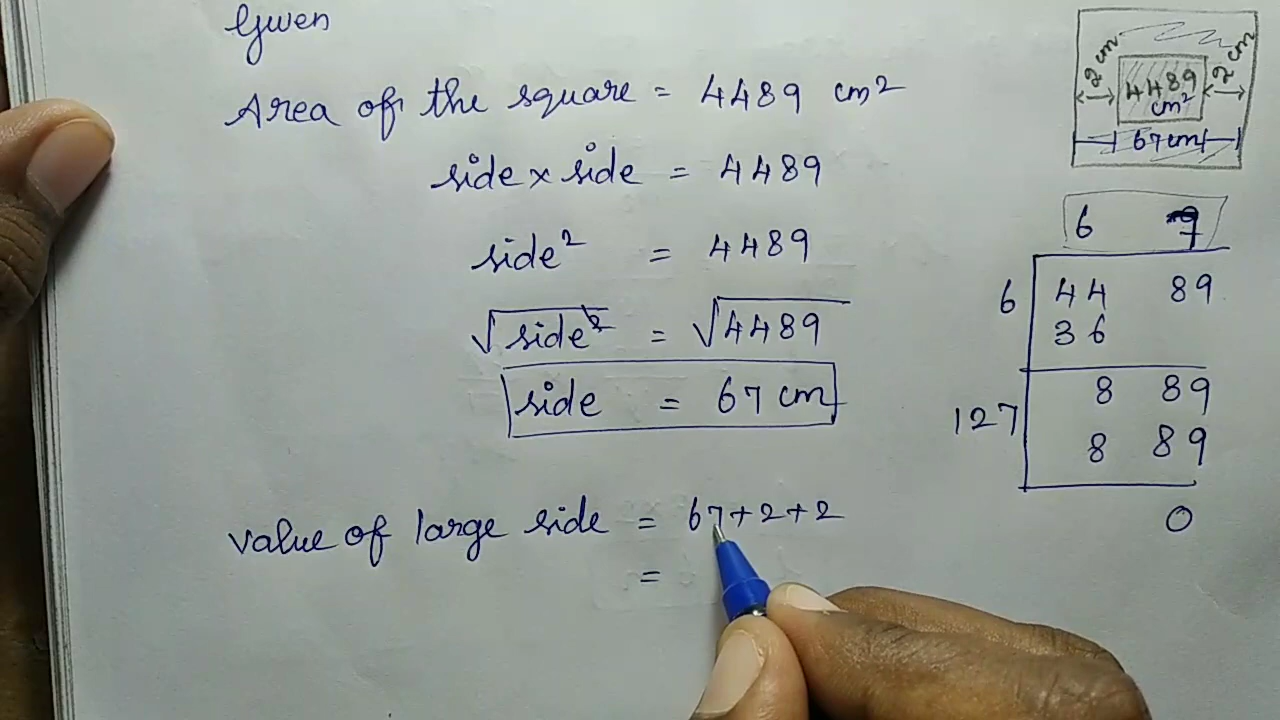 Given
Area of the square = 4489 cm2
side × side = 4489
side² = 4489
√side² = √4489
side = 67 cm
value of large side = 67+2+2
=
2 cm
4489
cm²
2 cm
67cm
6 7
6 44 89
36
8 89
127
8 89
0